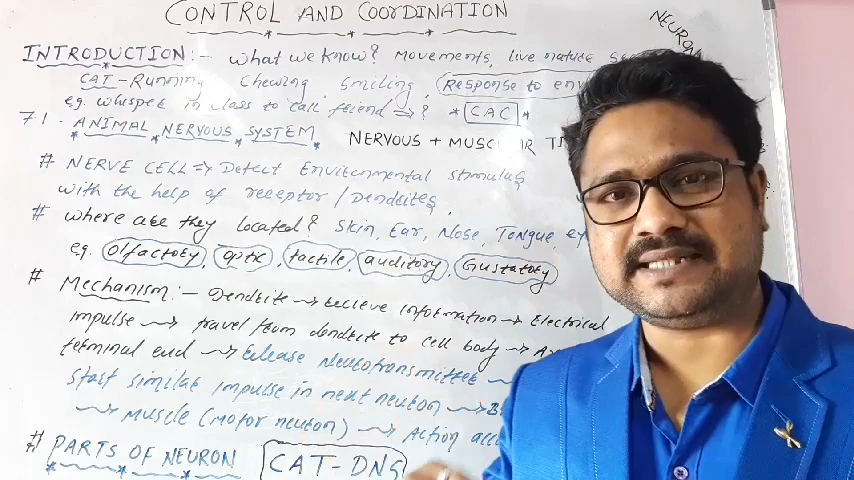 CONTROL AND COORDINATION
NEURON
INTRODUCTION:- what we know? Movements, live nature
CAT-Running Chewing, Smiling, Response to
eg. whisper in class to call friend => ? * CAC *
7.1 - ANIMAL NERVOUS SYSTEM NERVOUS + MUSCULAR
# NERVE CELL => Detect Environmental stimulus
with the help of receptor / Dendrites,
# where are they located? Skin, Ear, Nose, Tongue,
eg. Olfactory, optic, tactile, auditory, Gustatory
# Mechanism:- Dendrite → recieve information → Electrical
impulse → travel from dendrite to cell body →
terminal end → Release Neurotransmitter →
Start similar impulse in next neuron →
→ Muscle (Motor neuron) → Action
# PARTS OF NEURON CAT-DNS